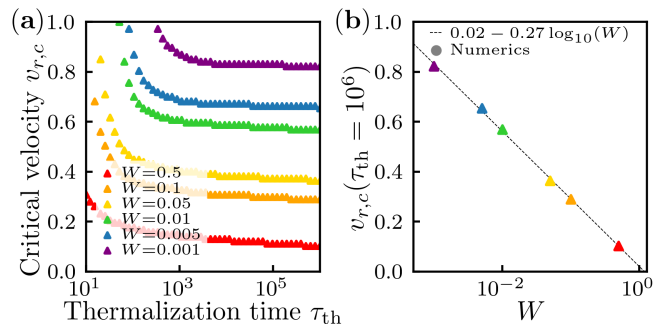 (a)
Critical velocity v_{r,c}
1.0
0.8
0.6
0.4
0.2
0.0
W=0.5
W=0.1
W=0.05
W=0.01
W=0.005
W=0.001
10^1
10^3
10^5
Thermalization time τ_th
(b)
v_{r,c}(τ_th = 10^6)
1.0
0.8
0.6
0.4
0.2
0.0
0.02 − 0.27 log_10(W)
Numerics
10^−2
10^0
W